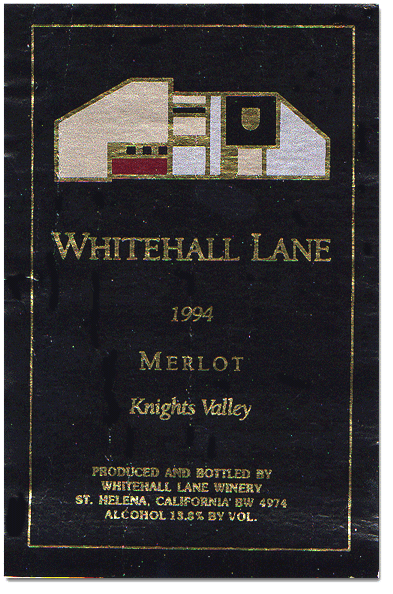 WHITEHALL LANE
1994
MERLOT
Knights Valley
PRODUCED AND BOTTLED BY
WHITEHALL LANE WINERY
ST. HELENA, CALIFORNIA BW 4974
ALCOHOL 13.8% BY VOL.